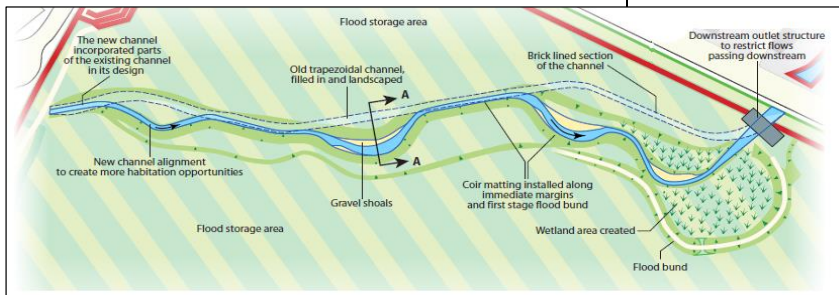 Flood storage area
Downstream outlet structure
to restrict flows
passing downstream
The new channel
incorporated parts
of the existing channel
in its design
Old trapezoidal channel,
filled in and landscaped
Brick lined section
of the channel
A
A
New channel alignment
to create more habitation opportunities
Gravel shoals
Coir matting installed along
immediate margins
and first stage flood bund
Flood storage area
Wetland area created
Flood bund